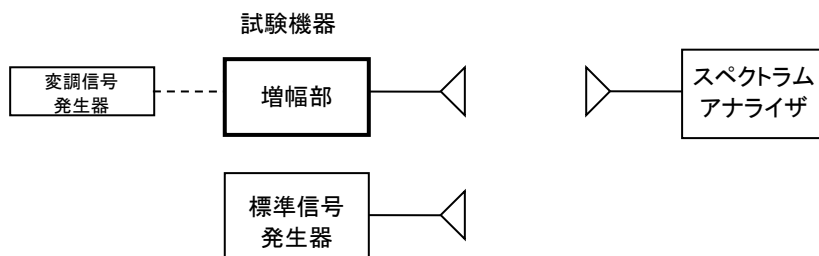 試験機器
変調信号
発生器
増幅部
スペクトラム
アナライザ
標準信号
発生器